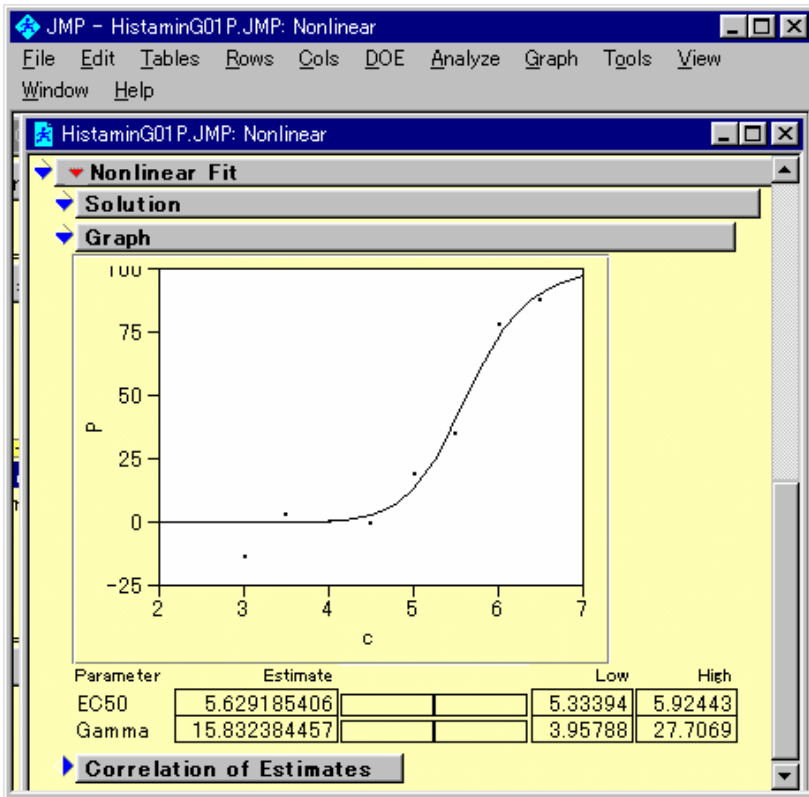 JMP - HistaminG01P.JMP: Nonlinear
File Edit Tables Rows Cols DOE Analyze Graph Tools View
Window Help
HistaminG01P.JMP: Nonlinear
Nonlinear Fit
Solution
Graph
100
75
50
25
0
-25
P
2 3 4 5 6 7
c
Parameter Estimate Low High
EC50 5.629185406 5.33394 5.92443
Gamma 15.832384457 3.95788 27.7069
Correlation of Estimates